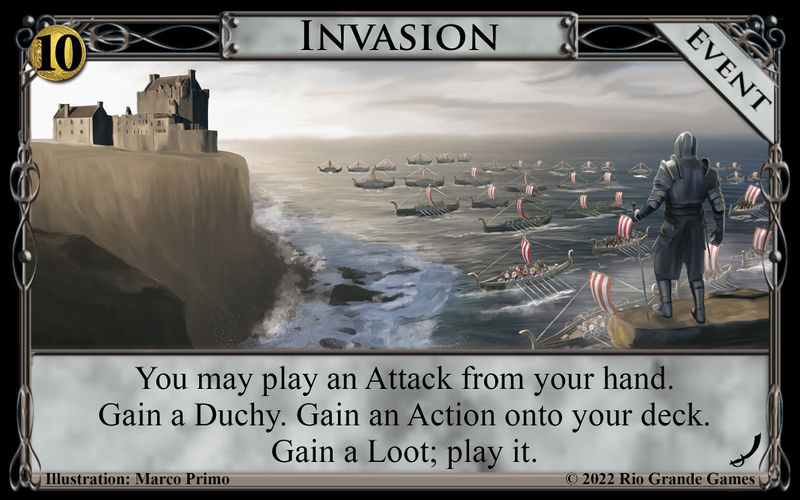 10
INVASION
EVENT
You may play an Attack from your hand.
Gain a Duchy. Gain an Action onto your deck.
Gain a Loot; play it.
Illustration: Marco Primo
© 2022 Rio Grande Games